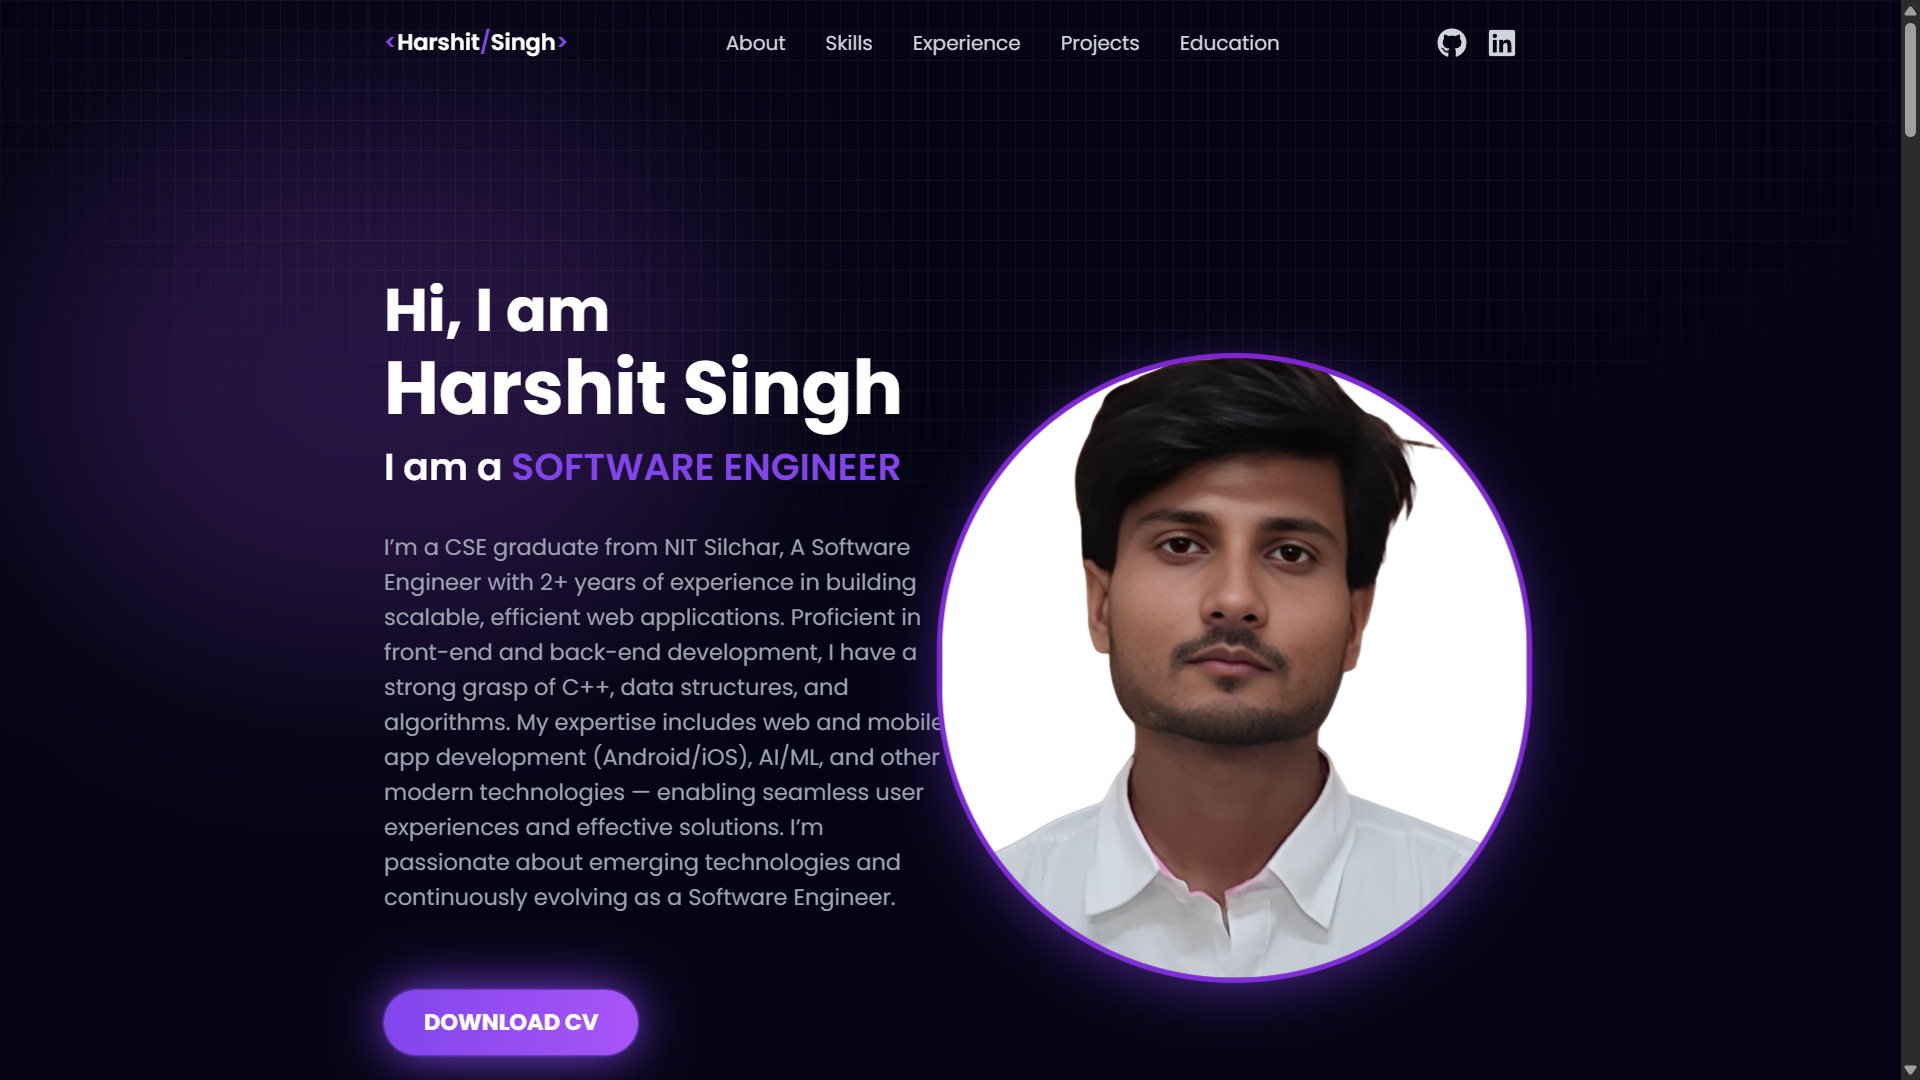 <Harshit/Singh>
About
Skills
Experience
Projects
Education
Hi, I am
Harshit Singh
I am a SOFTWARE ENGINEER
I’m a CSE graduate from NIT Silchar, A Software
Engineer with 2+ years of experience in building
scalable, efficient web applications. Proficient in
front-end and back-end development, I have a
strong grasp of C++, data structures, and
algorithms. My expertise includes web and mobile
app development (Android/iOS), AI/ML, and other
modern technologies — enabling seamless user
experiences and effective solutions. I’m
passionate about emerging technologies and
continuously evolving as a Software Engineer.
DOWNLOAD CV